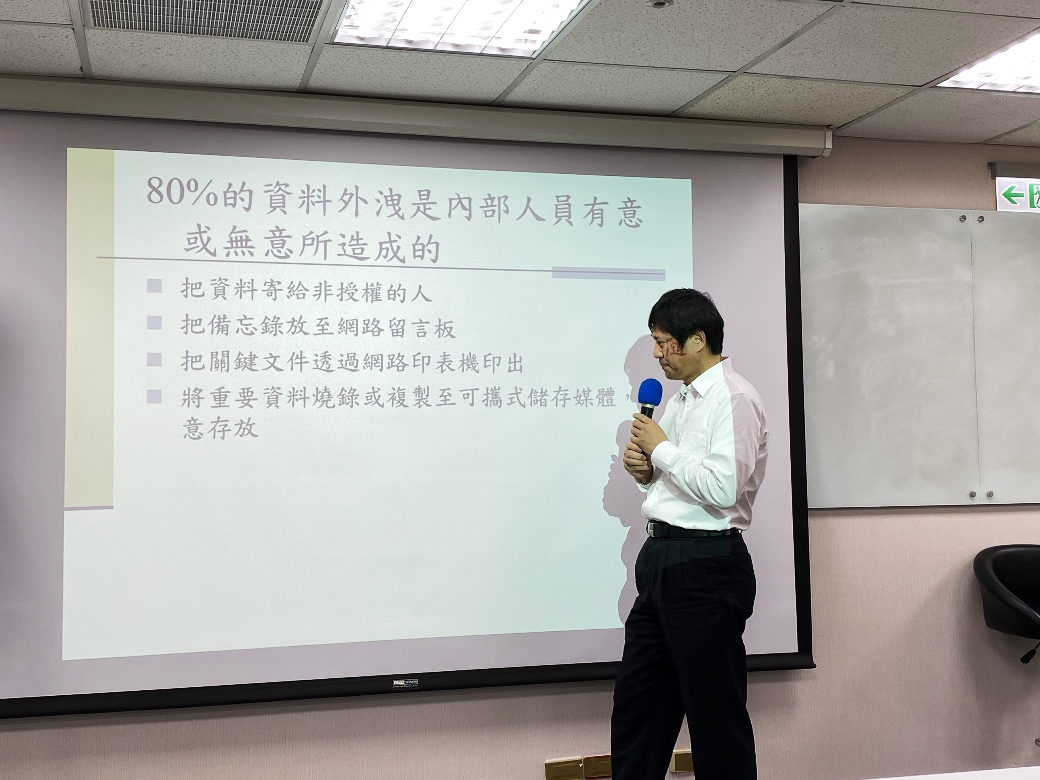 80%的資料外洩是內部人員有意
或無意所造成的
把資料寄給非授權的人
把備忘錄放至網路留言板
把關鍵文件透過網路印表機印出
將重要資料燒錄或複製至可攜式儲存媒體，
意存放